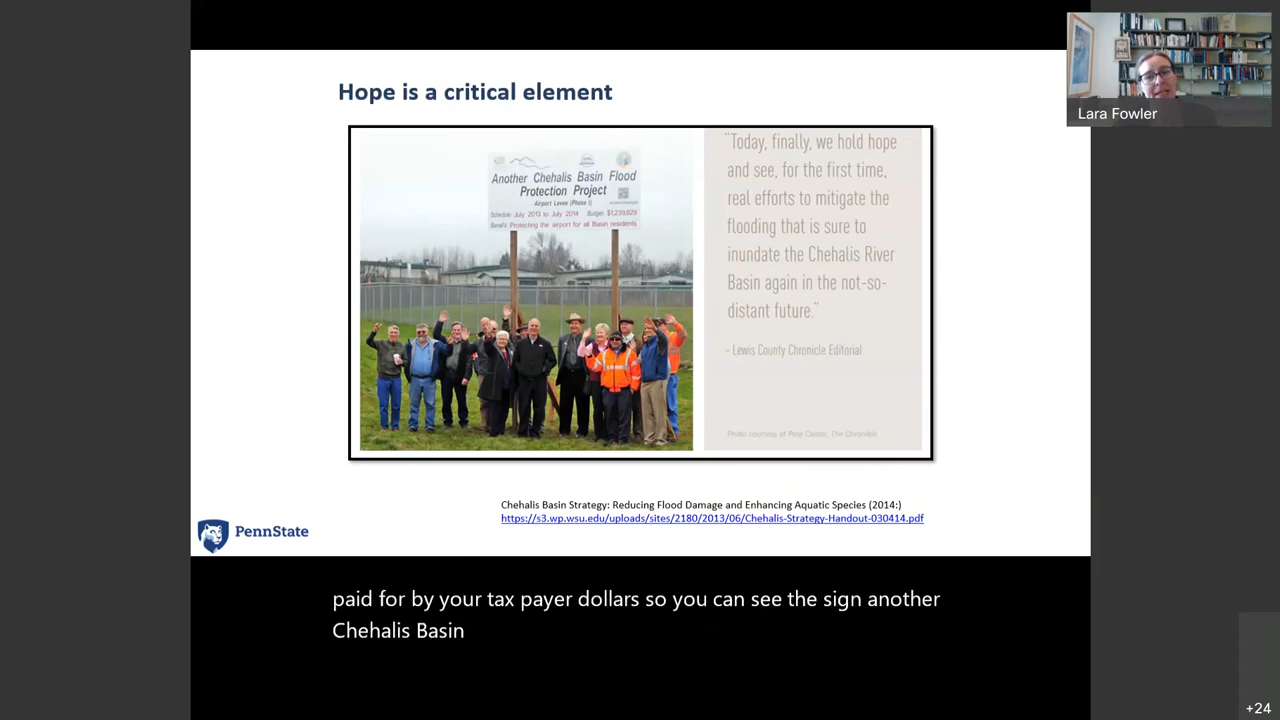 Hope is a critical element
Another Chehalis Basin Flood
Protection Project
Airport Levee (Phase I)
Schedule: July 2013 to July 2014 Budget: $1,239,829
Benefit: Protecting the airport for all Basin residents
"Today, finally, we hold hope
and see, for the first time,
real efforts to mitigate the
flooding that is sure to
inundate the Chehalis River
Basin again in the not-so-
distant future."
– Lewis County Chronicle Editorial
Photo courtesy of Pete Caster, The Chronicle
Chehalis Basin Strategy: Reducing Flood Damage and Enhancing Aquatic Species (2014:)
https://s3.wp.wsu.edu/uploads/sites/2180/2013/06/Chehalis-Strategy-Handout-030414.pdf
PennState
paid for by your tax payer dollars so you can see the sign another
Chehalis Basin
Lara Fowler
+24